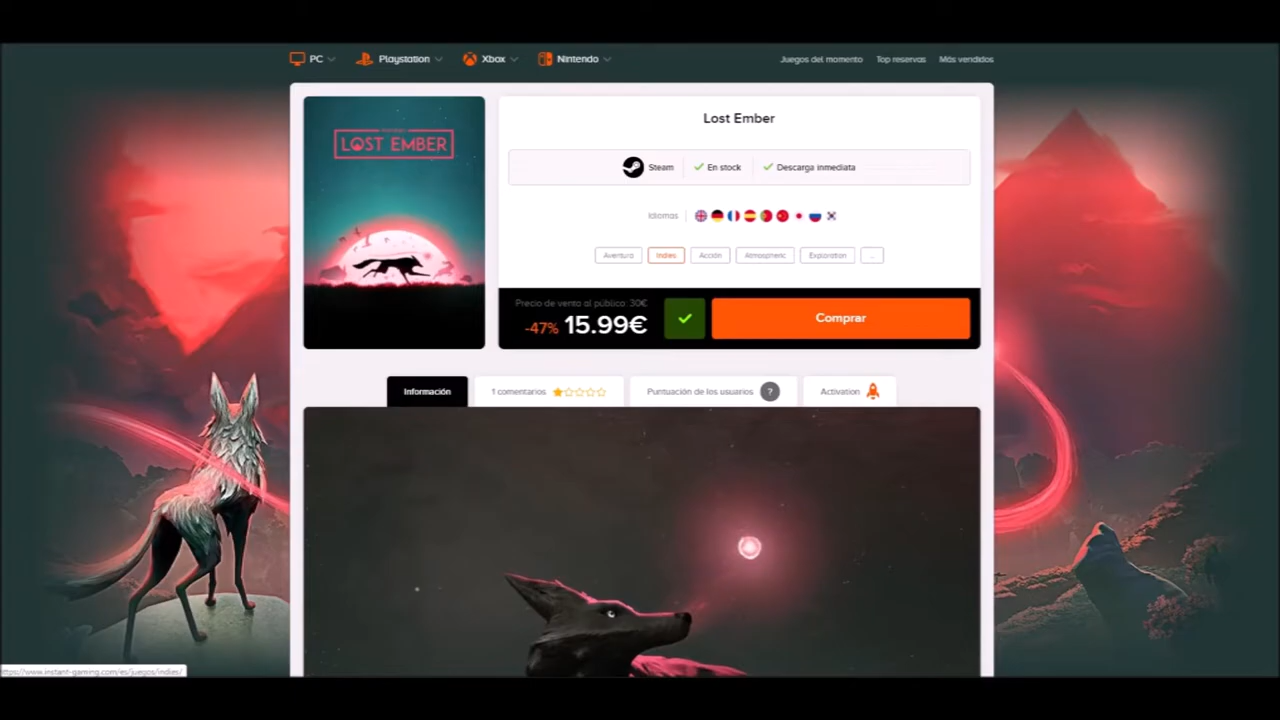 PC
Playstation
Xbox
Nintendo
Juegos del momento
Top reservas
Más vendidos
LOST EMBER
Lost Ember
Steam
En stock
Descarga inmediata
Idiomas
Aventura
Indies
Acción
Atmospheric
Exploration
...
Precio de venta al público: 30€
-47% 15.99€
Comprar
Información
1 comentarios
Puntuación de los usuarios ?
Activation
https://www.instant-gaming.com/es/juegos/indies/